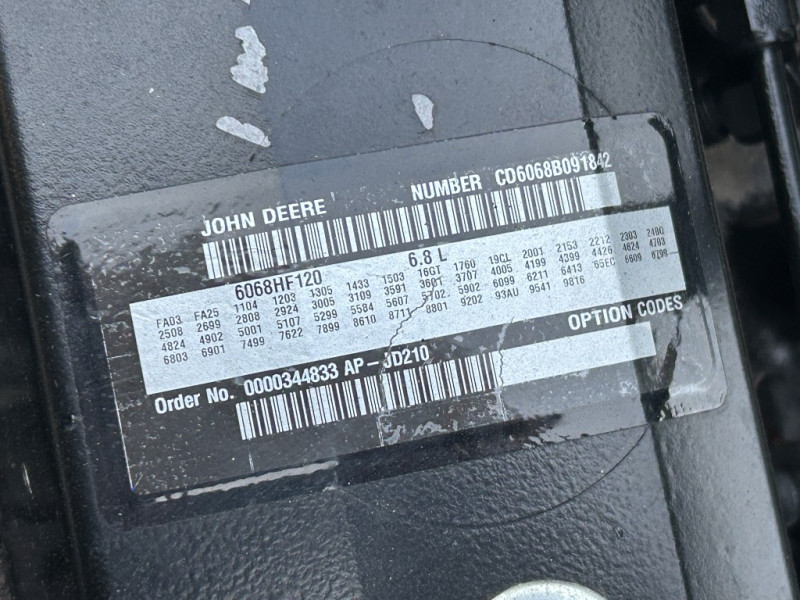 JOHN DEERE NUMBER CD6068B091842
6068HF120 6.8 L
FA03 FA25 1104 1203 1305 1433 1503 16GT 1760 19CL 2001 2153 2212 2303
2508 2699 2808 2924 3005 3109 3591 3601 3707 4005 4199 4399 4426 4624 4703
4824 4902 5001 5107 5299 5584 5607 5702 5902 6099 6211 6413 65EC 6609
6803 6901 7499 7622 7899 8610 8711 8801 9202 93AU 9541 9816
OPTION CODES
Order No. 0000344833 AP-JD210